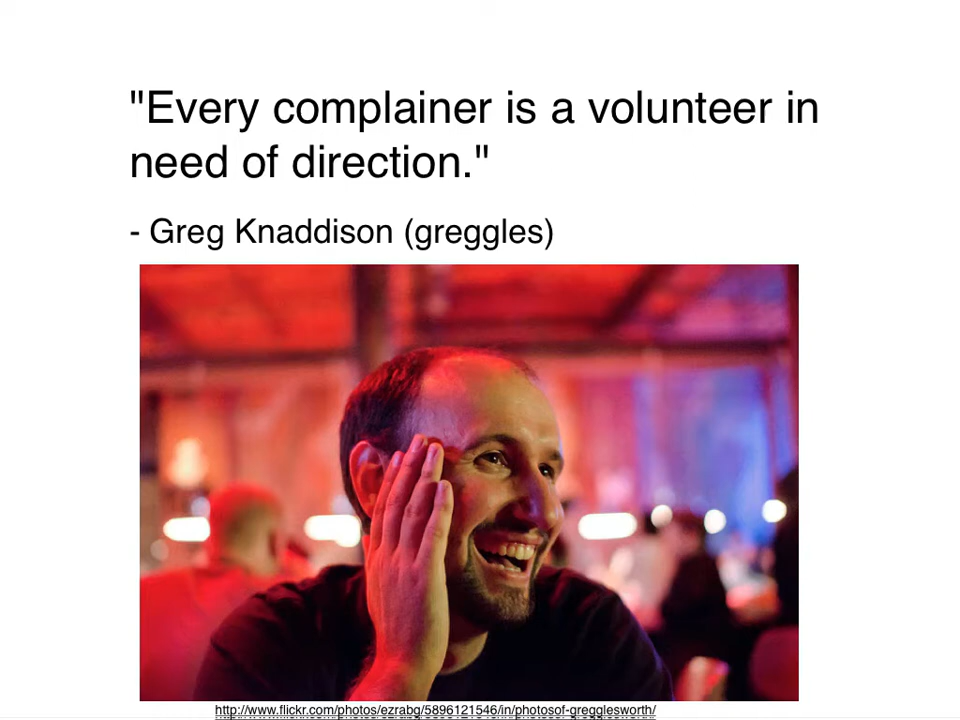 "Every complainer is a volunteer in
need of direction."
- Greg Knaddison (greggles)
http://www.flickr.com/photos/ezrabg/5896121546/in/photosof-gregglesworth/